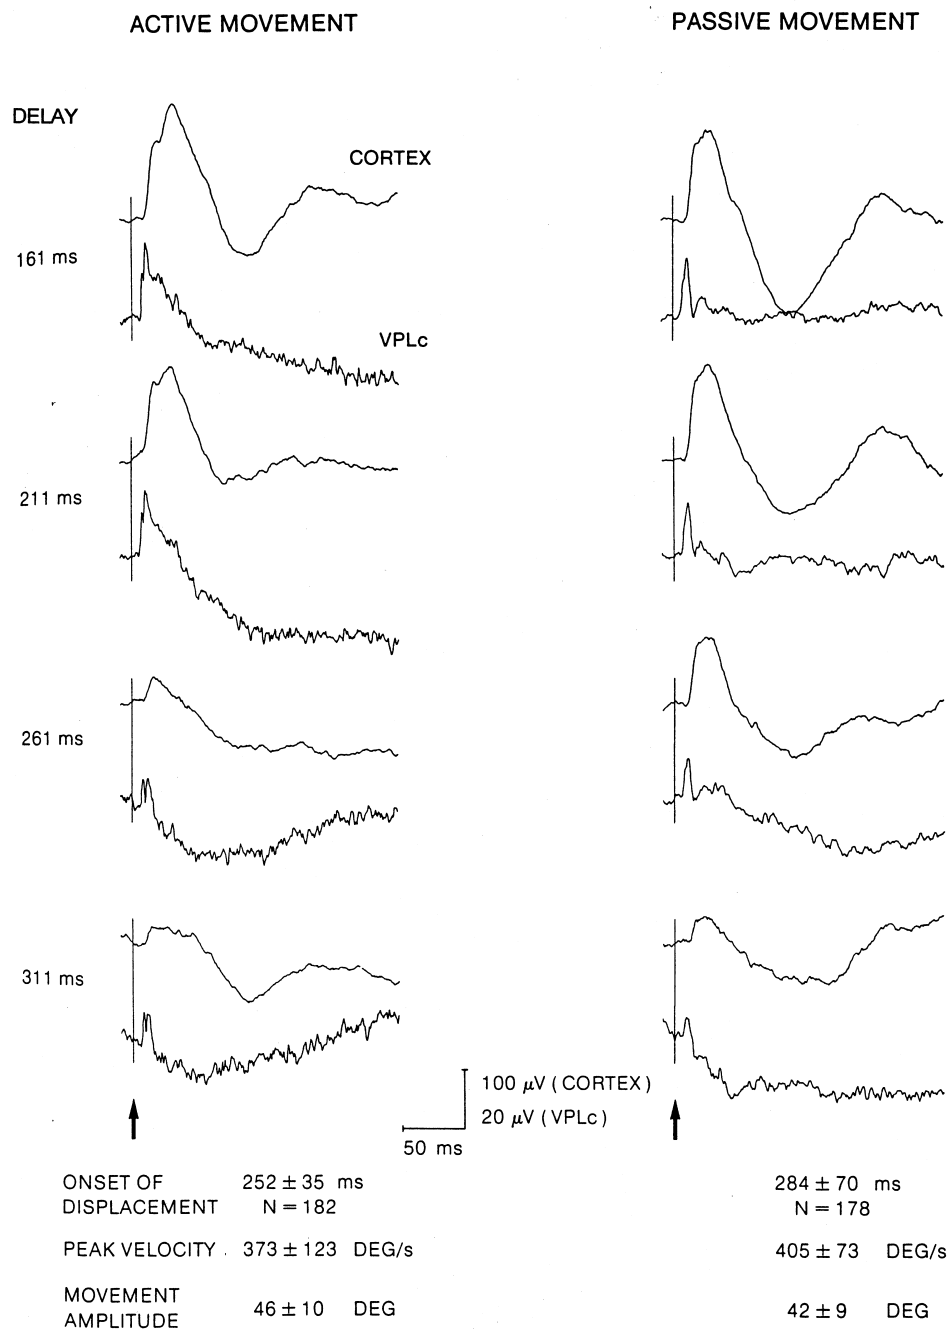 ACTIVE MOVEMENT
PASSIVE MOVEMENT
DELAY
CORTEX
161 ms
VPLc
211 ms
261 ms
311 ms
100 µV (CORTEX)
20 µV (VPLc)
50 ms
ONSET OF DISPLACEMENT
252 ± 35 ms
N = 182
284 ± 70 ms
N = 178
PEAK VELOCITY
373 ± 123 DEG/s
405 ± 73 DEG/s
MOVEMENT AMPLITUDE
46 ± 10 DEG
42 ± 9 DEG